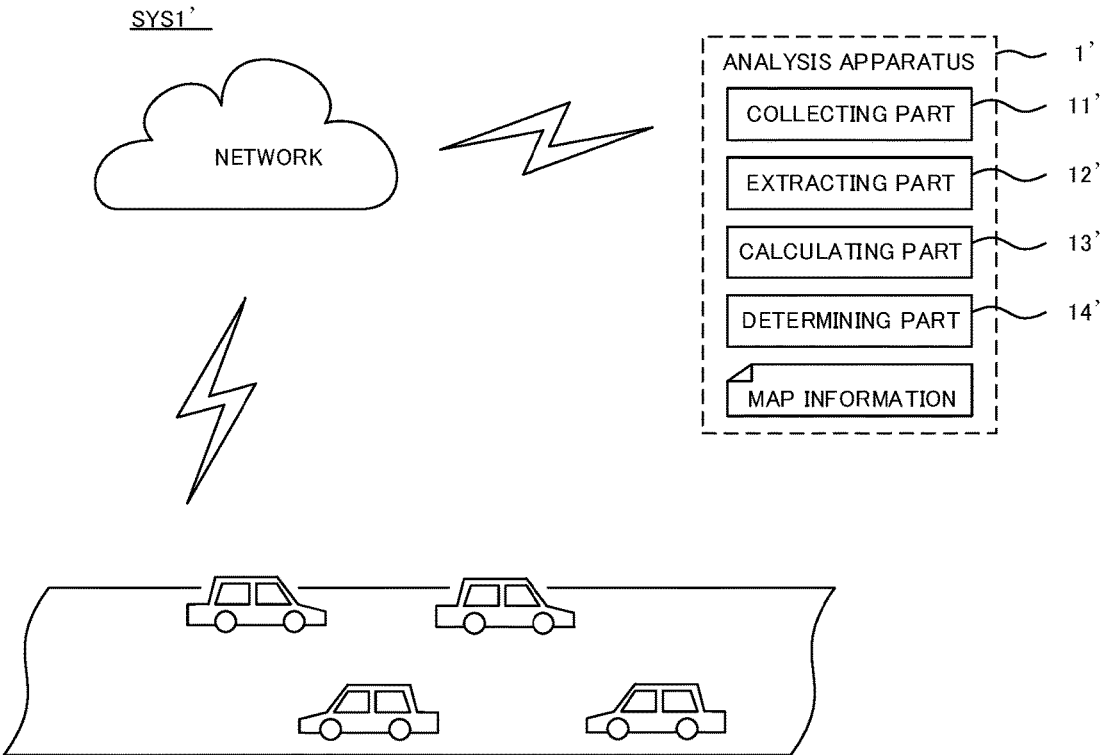 SYS1'
ANALYSIS APPARATUS
1'
COLLECTING PART
11'
NETWORK
EXTRACTING PART
12'
CALCULATING PART
13'
DETERMINING PART
14'
MAP INFORMATION